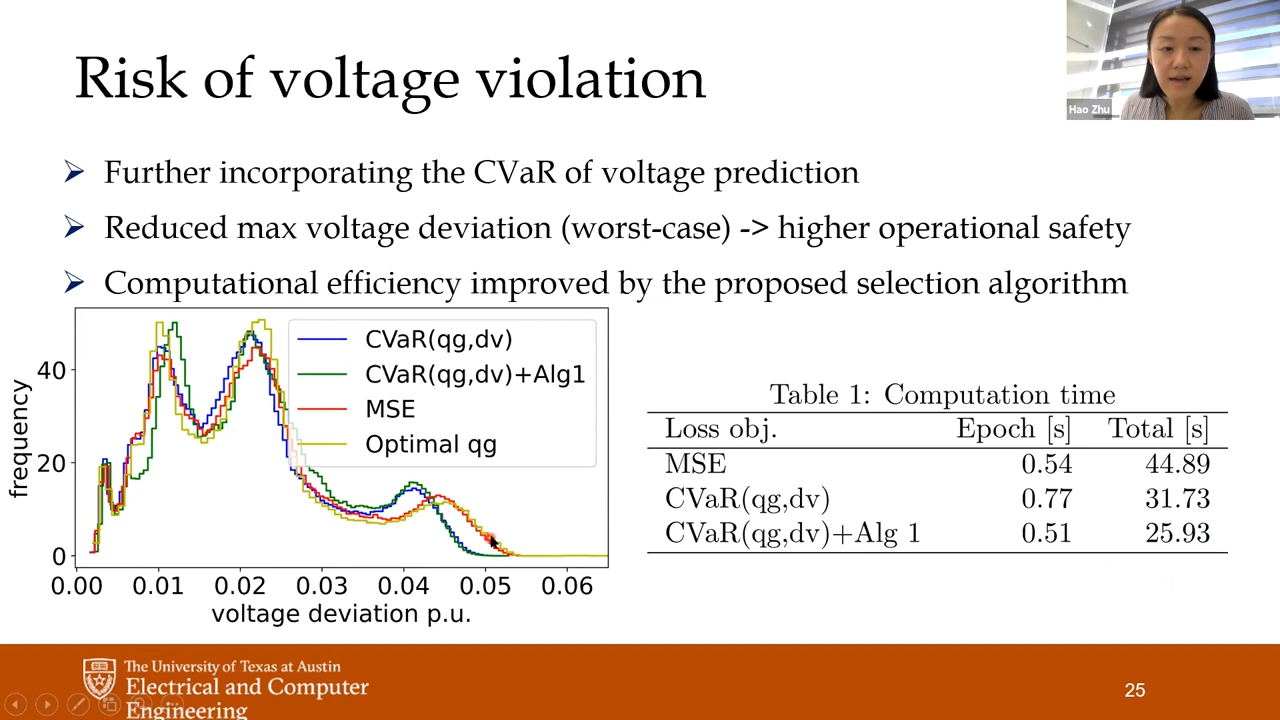 Risk of voltage violation
Hao Zhu
Further incorporating the CVaR of voltage prediction
Reduced max voltage deviation (worst-case) -> higher operational safety
Computational efficiency improved by the proposed selection algorithm
CVaR(qg,dv)
CVaR(qg,dv)+Alg1
MSE
Optimal qg
frequency
40
20
0
0.00 0.01 0.02 0.03 0.04 0.05 0.06
voltage deviation p.u.
Table 1: Computation time
Loss obj. Epoch [s] Total [s]
MSE 0.54 44.89
CVaR(qg,dv) 0.77 31.73
CVaR(qg,dv)+Alg 1 0.51 25.93
The University of Texas at Austin
Electrical and Computer
Engineering
25